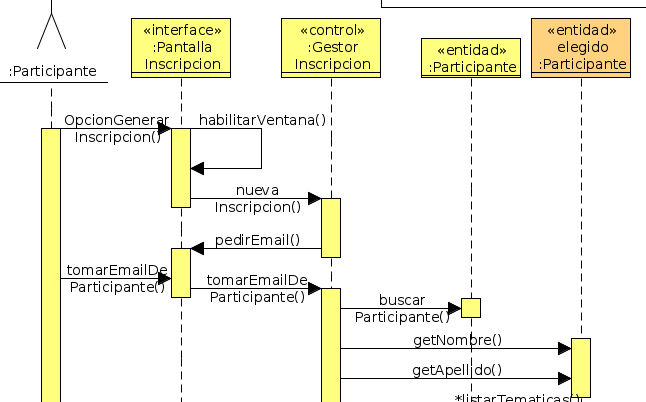 «interface»
:Pantalla
Inscripcion
«control»
:Gestor
Inscripcion
«entidad»
:Participante
«entidad»
elegido
:Participante
:Participante
OpcionGenerar
Inscripcion()
habilitarVentana()
nueva
Inscripcion()
pedirEmail()
tomarEmailDe
Participante()
tomarEmailDe
Participante()
buscar
Participante()
getNombre()
getApellido()
*listarTematicas()